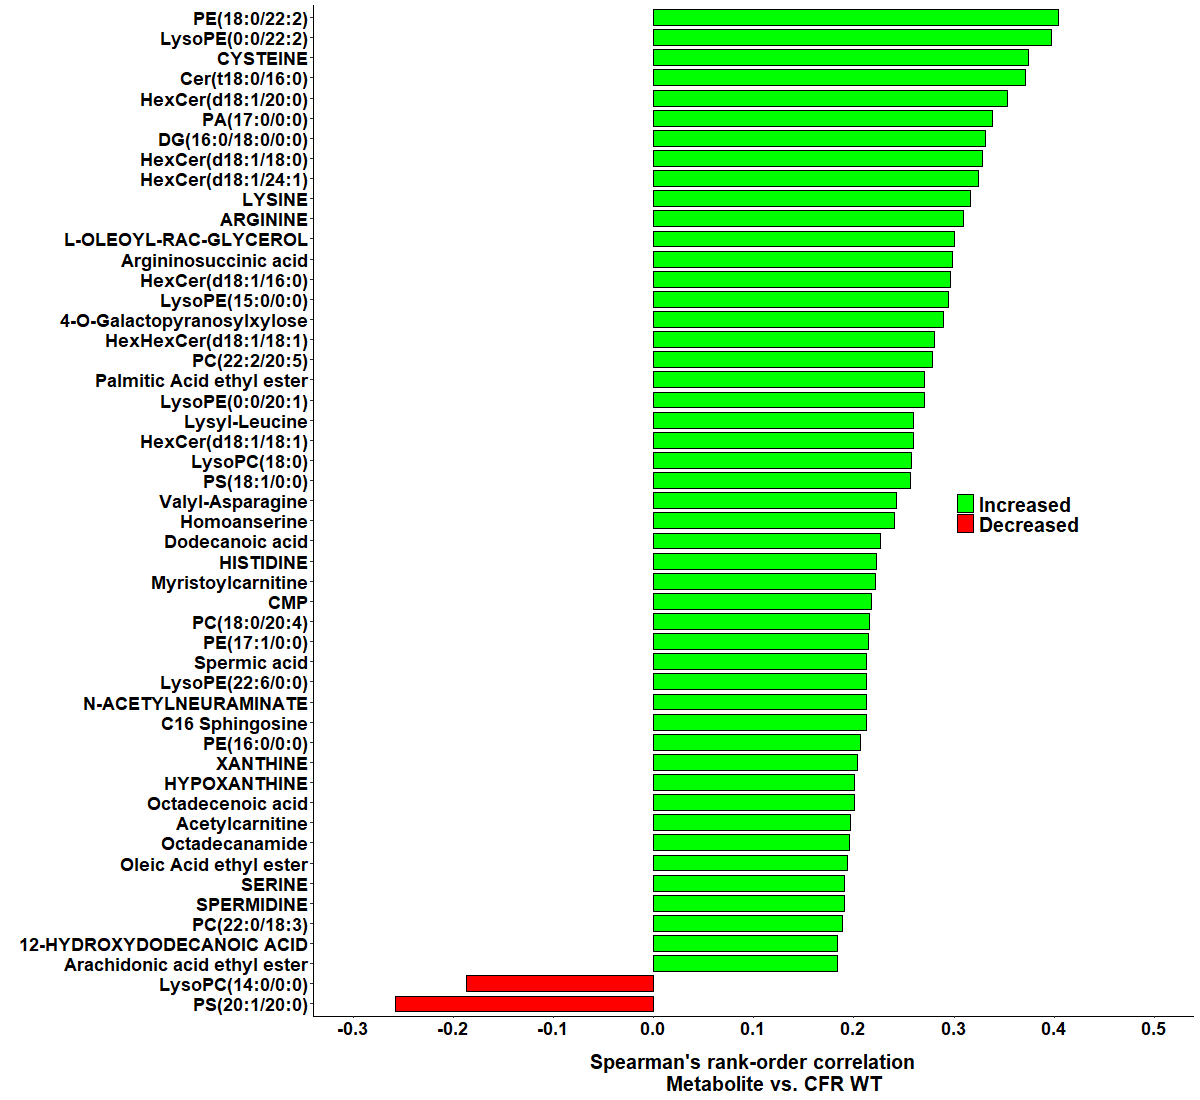 PE(18:0/22:2)
LysoPE(0:0/22:2)
CYSTEINE
Cer(t18:0/16:0)
HexCer(d18:1/20:0)
PA(17:0/0:0)
DG(16:0/18:0/0:0)
HexCer(d18:1/18:0)
HexCer(d18:1/24:1)
LYSINE
ARGININE
L-OLEOYL-RAC-GLYCEROL
Argininosuccinic acid
HexCer(d18:1/16:0)
LysoPE(15:0/0:0)
4-O-Galactopyranosylxylose
HexHexCer(d18:1/18:1)
PC(22:2/20:5)
Palmitic Acid ethyl ester
LysoPE(0:0/20:1)
Lysyl-Leucine
HexCer(d18:1/18:1)
LysoPC(18:0)
PS(18:1/0:0)
Valyl-Asparagine
Homoanserine
Dodecanoic acid
HISTIDINE
Myristoylcarnitine
CMP
PC(18:0/20:4)
PE(17:1/0:0)
Spermic acid
LysoPE(22:6/0:0)
N-ACETYLNEURAMINATE
C16 Sphingosine
PE(16:0/0:0)
XANTHINE
HYPOXANTHINE
Octadecenoic acid
Acetylcarnitine
Octadecanamide
Oleic Acid ethyl ester
SERINE
SPERMIDINE
PC(22:0/18:3)
12-HYDROXYDODECANOIC ACID
Arachidonic acid ethyl ester
LysoPC(14:0/0:0)
PS(20:1/20:0)
Increased
Decreased
-0.3 -0.2 -0.1 0.0 0.1 0.2 0.3 0.4 0.5
Spearman's rank-order correlation
Metabolite vs. CFR WT